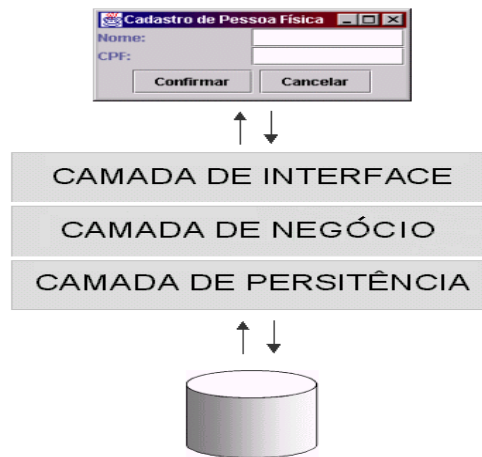 Cadastro de Pessoa Física
Nome:
CPF:
Confirmar Cancelar
CAMADA DE INTERFACE
CAMADA DE NEGÓCIO
CAMADA DE PERSITÊNCIA